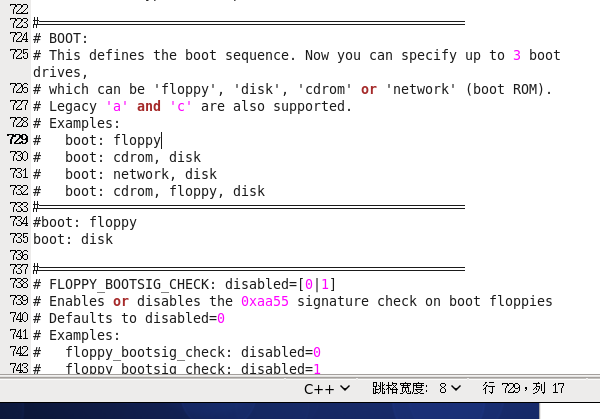 722
723 #=======================================================
724 # BOOT:
725 # This defines the boot sequence. Now you can specify up to 3 boot
drives,
726 # which can be 'floppy', 'disk', 'cdrom' or 'network' (boot ROM).
727 # Legacy 'a' and 'c' are also supported.
728 # Examples:
729 #   boot: floppy
730 #   boot: cdrom, disk
731 #   boot: network, disk
732 #   boot: cdrom, floppy, disk
733 #=======================================================
734 #boot: floppy
735 boot: disk
736
737 #=======================================================
738 # FLOPPY_BOOTSIG_CHECK: disabled=[0|1]
739 # Enables or disables the 0xaa55 signature check on boot floppies
740 # Defaults to disabled=0
741 # Examples:
742 #   floppy_bootsig_check: disabled=0
743 #   floppy_bootsig_check: disabled=1
C++ 跳格宽度: 8 行 729, 列 17